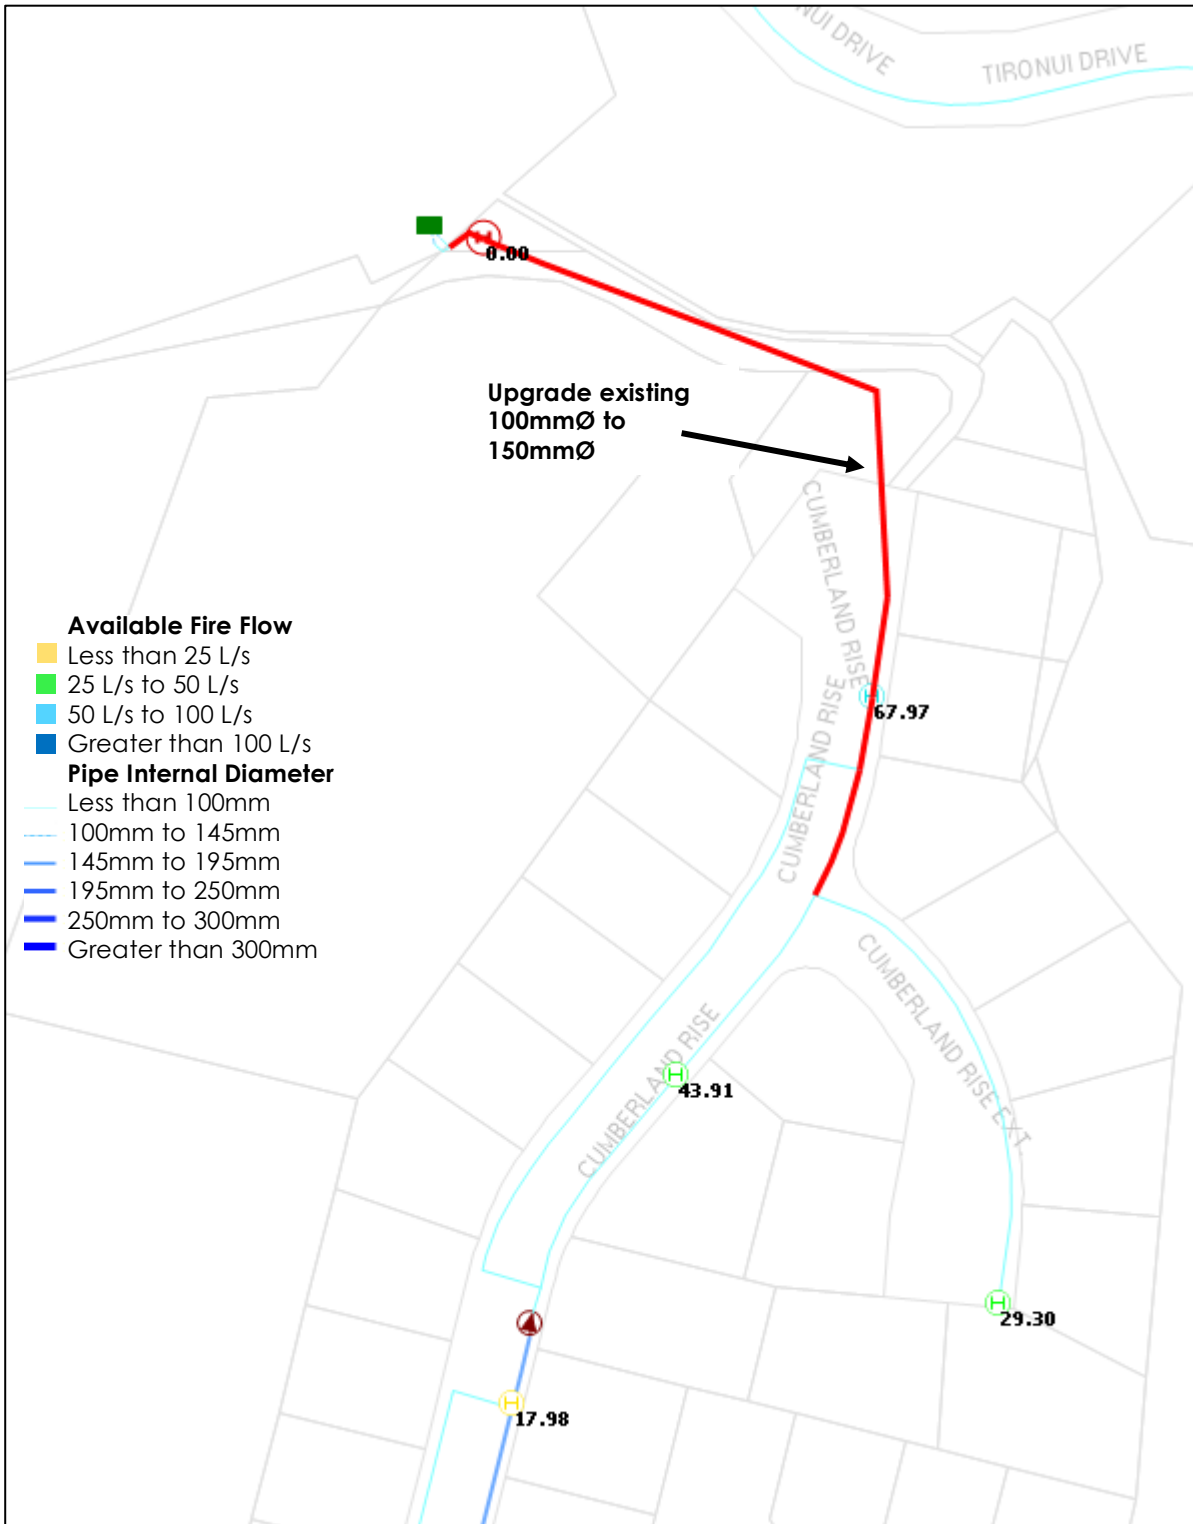 NUI DRIVE
TIRONUI DRIVE
0.00
Upgrade existing
100mmØ to
150mmØ
CUMBERLAND RISE
Available Fire Flow
Less than 25 L/s
25 L/s to 50 L/s
50 L/s to 100 L/s
Greater than 100 L/s
Pipe Internal Diameter
Less than 100mm
100mm to 145mm
145mm to 195mm
195mm to 250mm
250mm to 300mm
Greater than 300mm
H
67.97
CUMBERLAND RISE
CUMBERLAND RISE EXT.
CUMBERLAND RISE
H
43.91
H
29.30
H
17.98